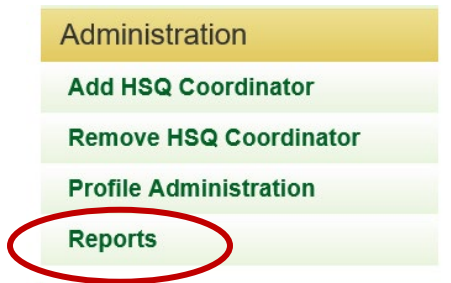 Administration
Add HSQ Coordinator
Remove HSQ Coordinator
Profile Administration
Reports